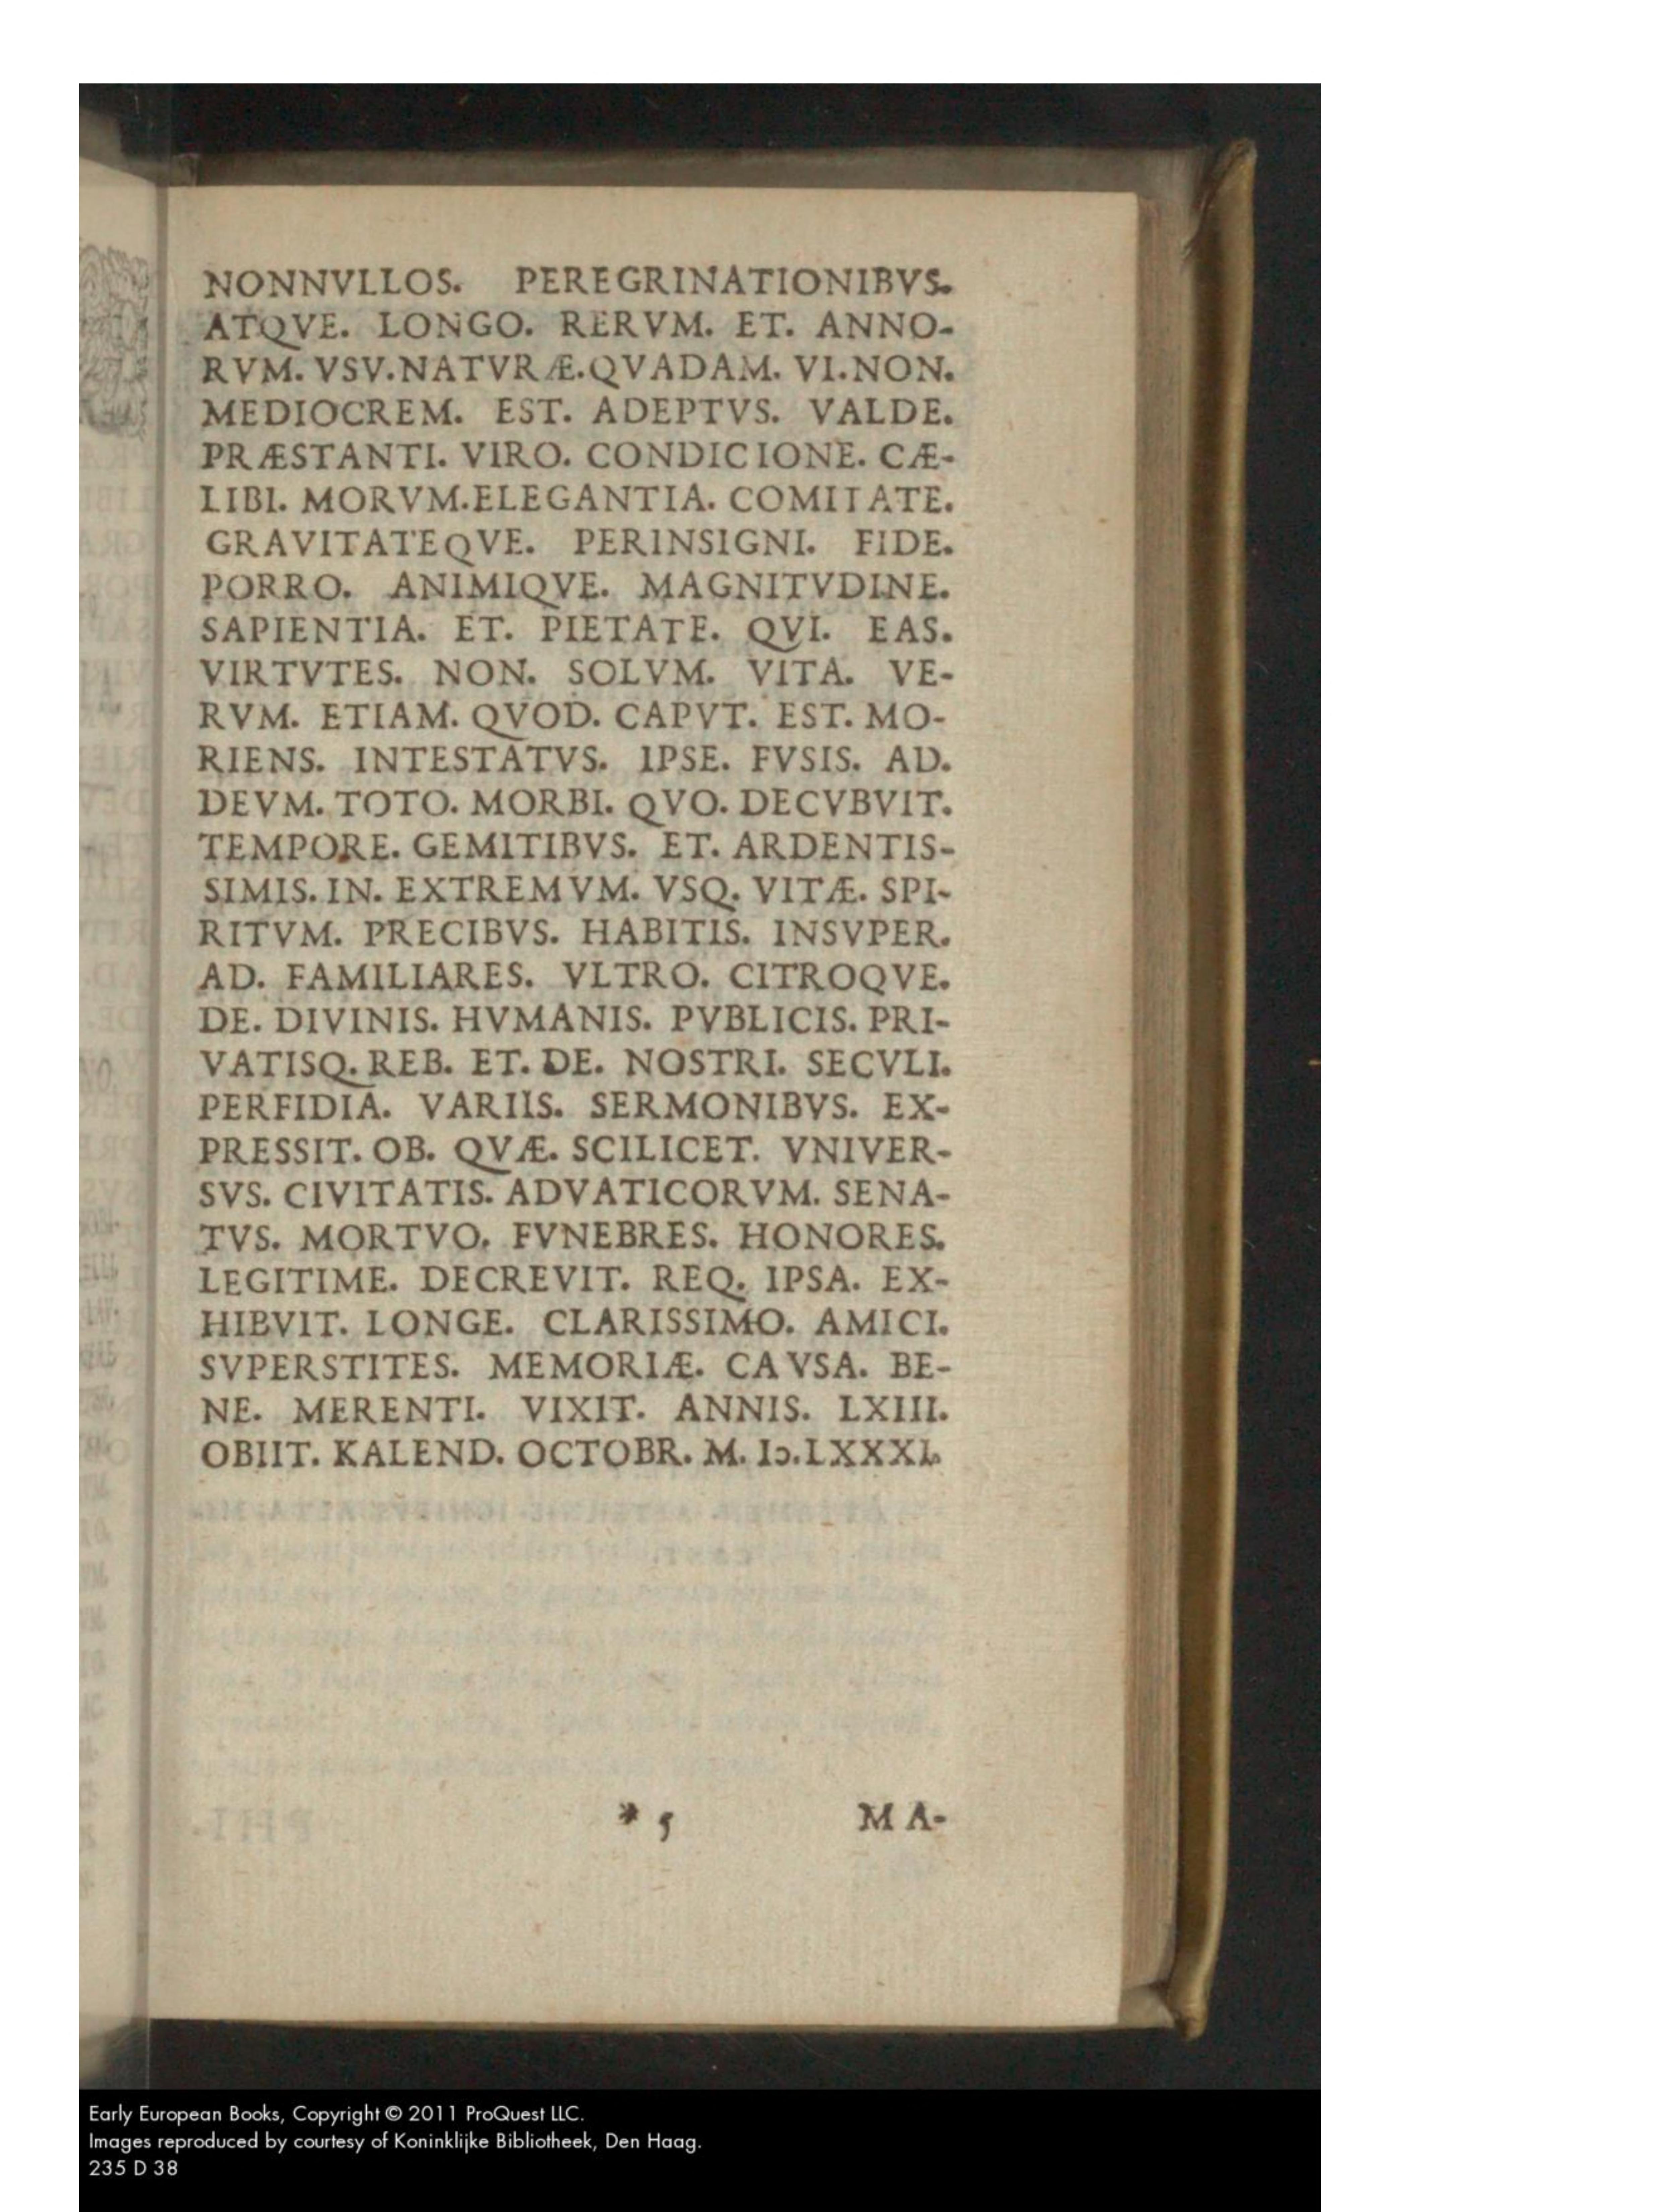 NONNVLLOS. PEREGRINATIONIBVS.
ATQVE. LONGO. RERVM. ET. ANNO-
RVM. VSV.NATVRÆ.QVADAM. VI.NON.
MEDIOCREM. EST. ADEPTVS. VALDE.
PRÆSTANTI. VIRO. CONDICIONE. CÆ-
LIBI. MORVM.ELEGANTIA. COMITATE.
GRAVITATEQVE. PERINSIGNI. FIDE.
PORRO. ANIMIQVE. MAGNITVDINE.
SAPIENTIA. ET. PIETATE. QVI. EAS.
VIRTVTES. NON. SOLVM. VITA. VE-
RVM. ETIAM. QVOD. CAPVT. EST. MO-
RIENS. INTESTATVS. IPSE. FVSIS. AD.
DEVM. TOTO. MORBI. QVO. DECVBVIT.
TEMPORE. GEMITIBVS. ET. ARDENTIS-
SIMIS. IN. EXTREMVM. VSQ. VITÆ. SPI-
RITVM. PRECIBVS. HABITIS. INSVPER.
AD. FAMILIARES. VLTRO. CITROQVE.
DE. DIVINIS. HVMANIS. PVBLICIS. PRI-
VATISQ. REB. ET. DE. NOSTRI. SECVLI.
PERFIDIA. VARIIS. SERMONIBVS. EX-
PRESSIT. OB. QVÆ. SCILICET. VNIVER-
SVS. CIVITATIS. ADVATICORVM. SENA-
TVS. MORTVO. FVNEBRES. HONORES.
LEGITIME. DECREVIT. REQ. IPSA. EX-
HIBVIT. LONGE. CLARISSIMO. AMICI.
SVPERSTITES. MEMORIÆ. CAVSA. BE-
NE. MERENTI. VIXIT. ANNIS. LXIII.
OBIIT. KALEND. OCTOBR. M. IↃ.LXXXI.
* 5 MA-
Early European Books, Copyright © 2011 ProQuest LLC.
Images reproduced by courtesy of Koninklijke Bibliotheek, Den Haag.
235 D 38